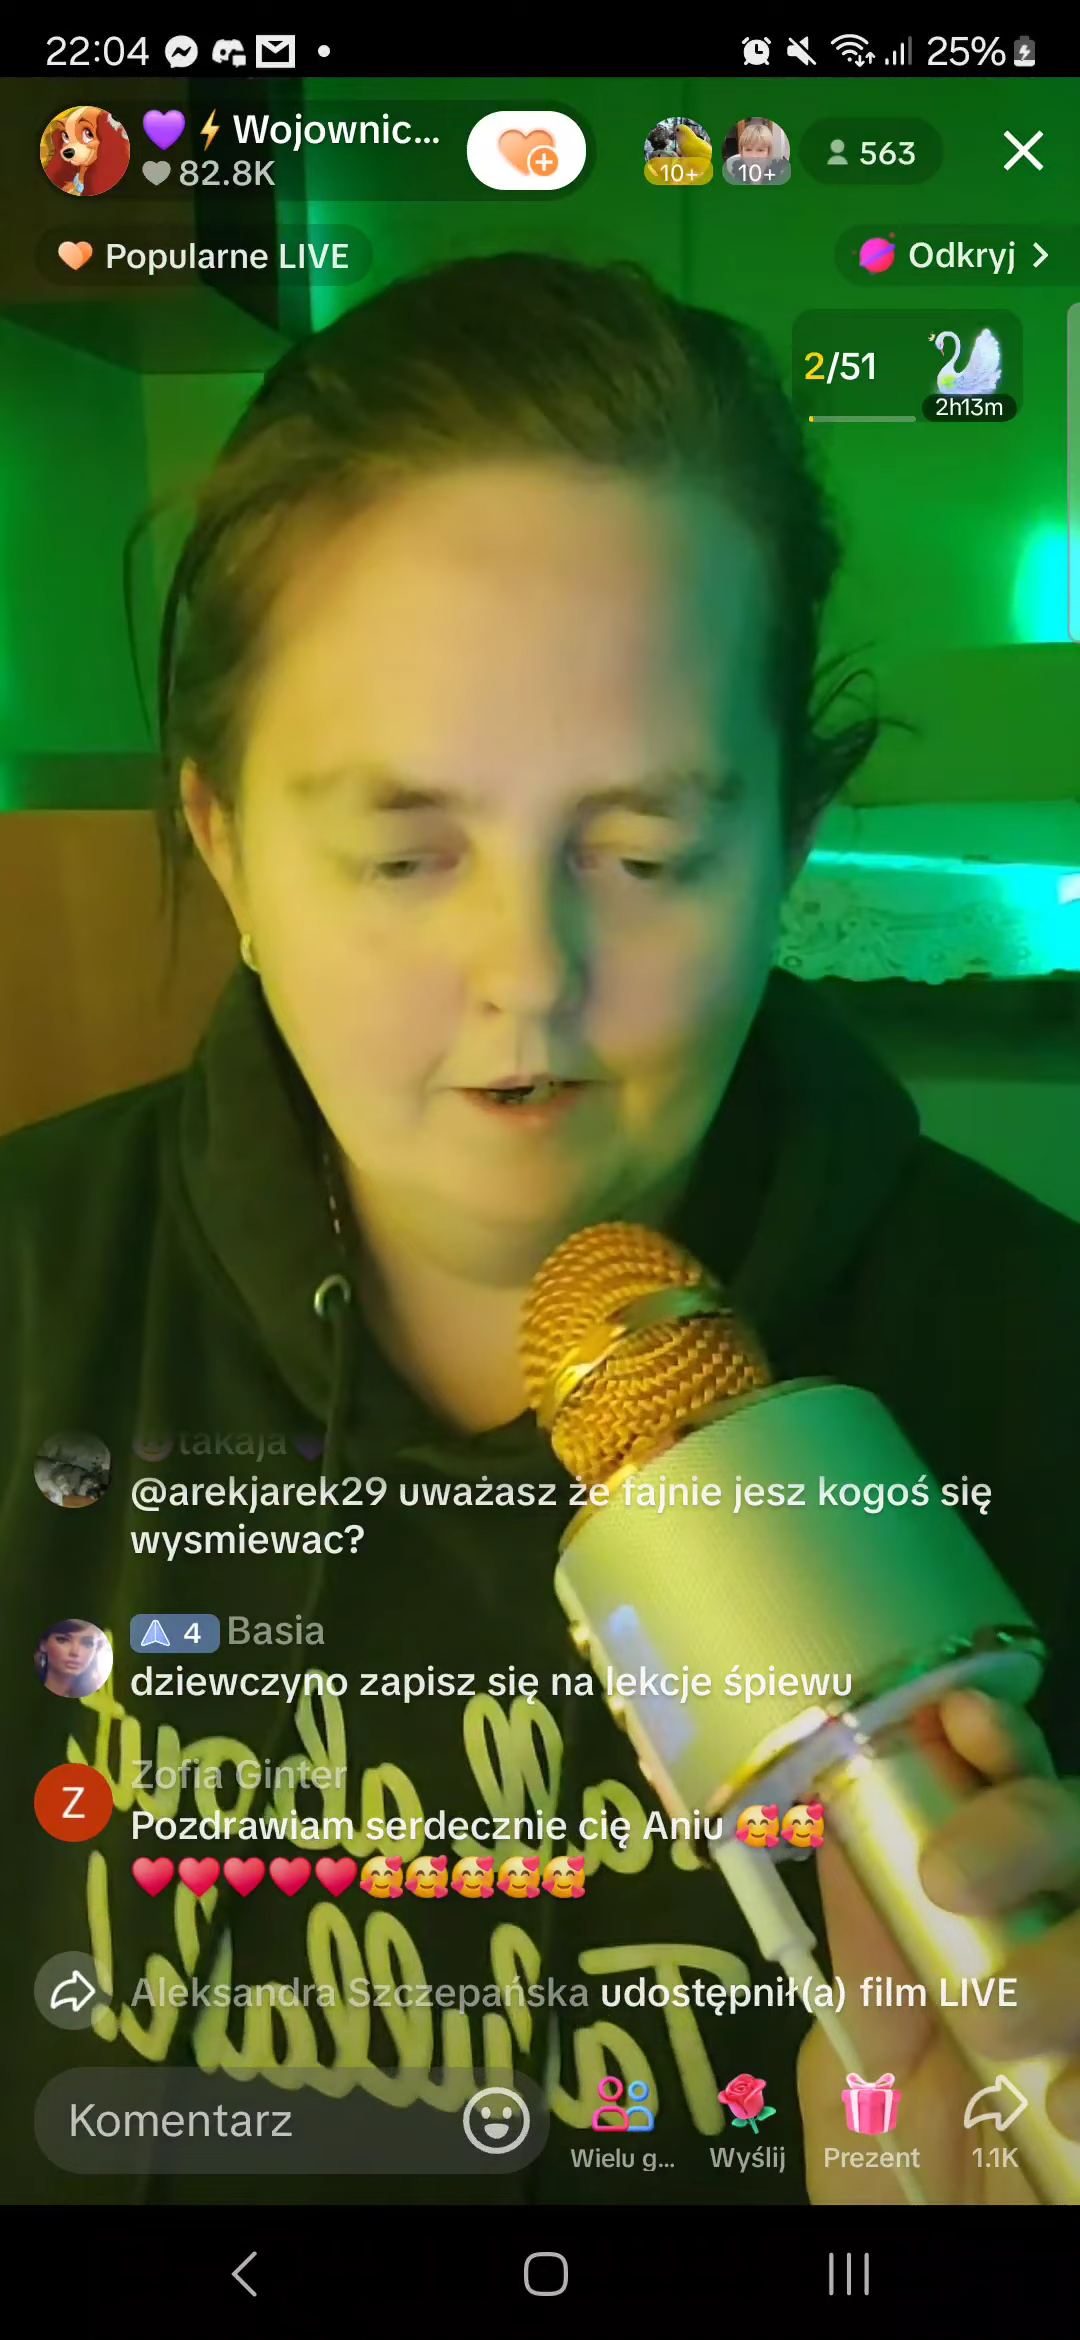 22:04
25%
💜⚡Wojownic...
82.8K
10+
10+
563
Popularne LIVE
Odkryj >
2/51
2h13m
takaja💜
@arekjarek29 uważasz że fajnie jesz kogoś się
wysmiewac?
4 Basia
dziewczyno zapisz się na lekcje śpiewu
Z
Zofia Ginter
Pozdrawiam serdecznie cię Aniu 🥰🥰
❤️❤️❤️❤️❤️🥰🥰🥰🥰🥰
Aleksandra Szczepańska udostępnił(a) film LIVE
Komentarz
Wielu g...
Wyślij
Prezent
1.1K